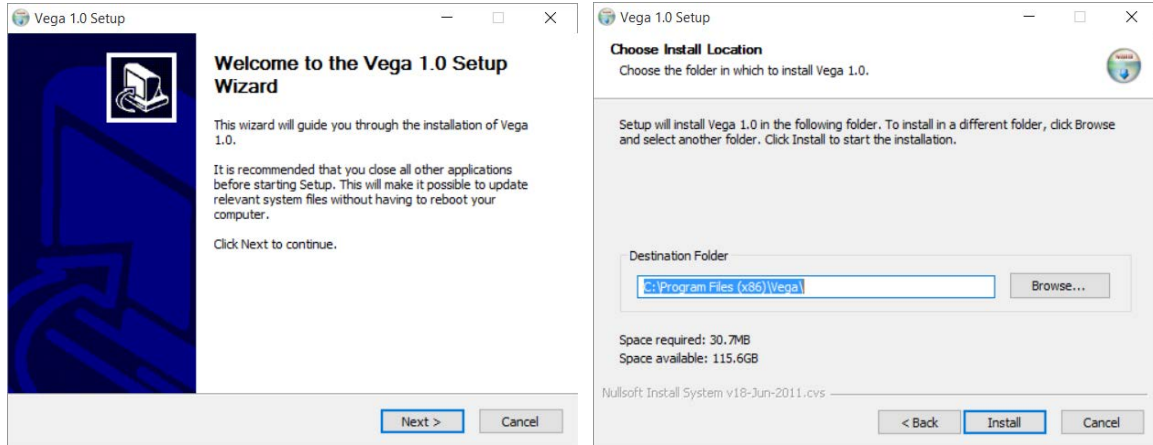 Vega 1.0 Setup
Welcome to the Vega 1.0 Setup
Wizard
This wizard will guide you through the installation of Vega
1.0.
It is recommended that you close all other applications
before starting Setup. This will make it possible to update
relevant system files without having to reboot your
computer.
Click Next to continue.
Next >
Cancel
Vega 1.0 Setup
Choose Install Location
Choose the folder in which to install Vega 1.0.
Setup will install Vega 1.0 in the following folder. To install in a different folder, click Browse
and select another folder. Click Install to start the installation.
Destination Folder
C:\Program Files (x86)\Vega\
Browse...
Space required: 30.7MB
Space available: 115.6GB
Nullsoft Install System v18-Jun-2011.cvs
< Back
Install
Cancel